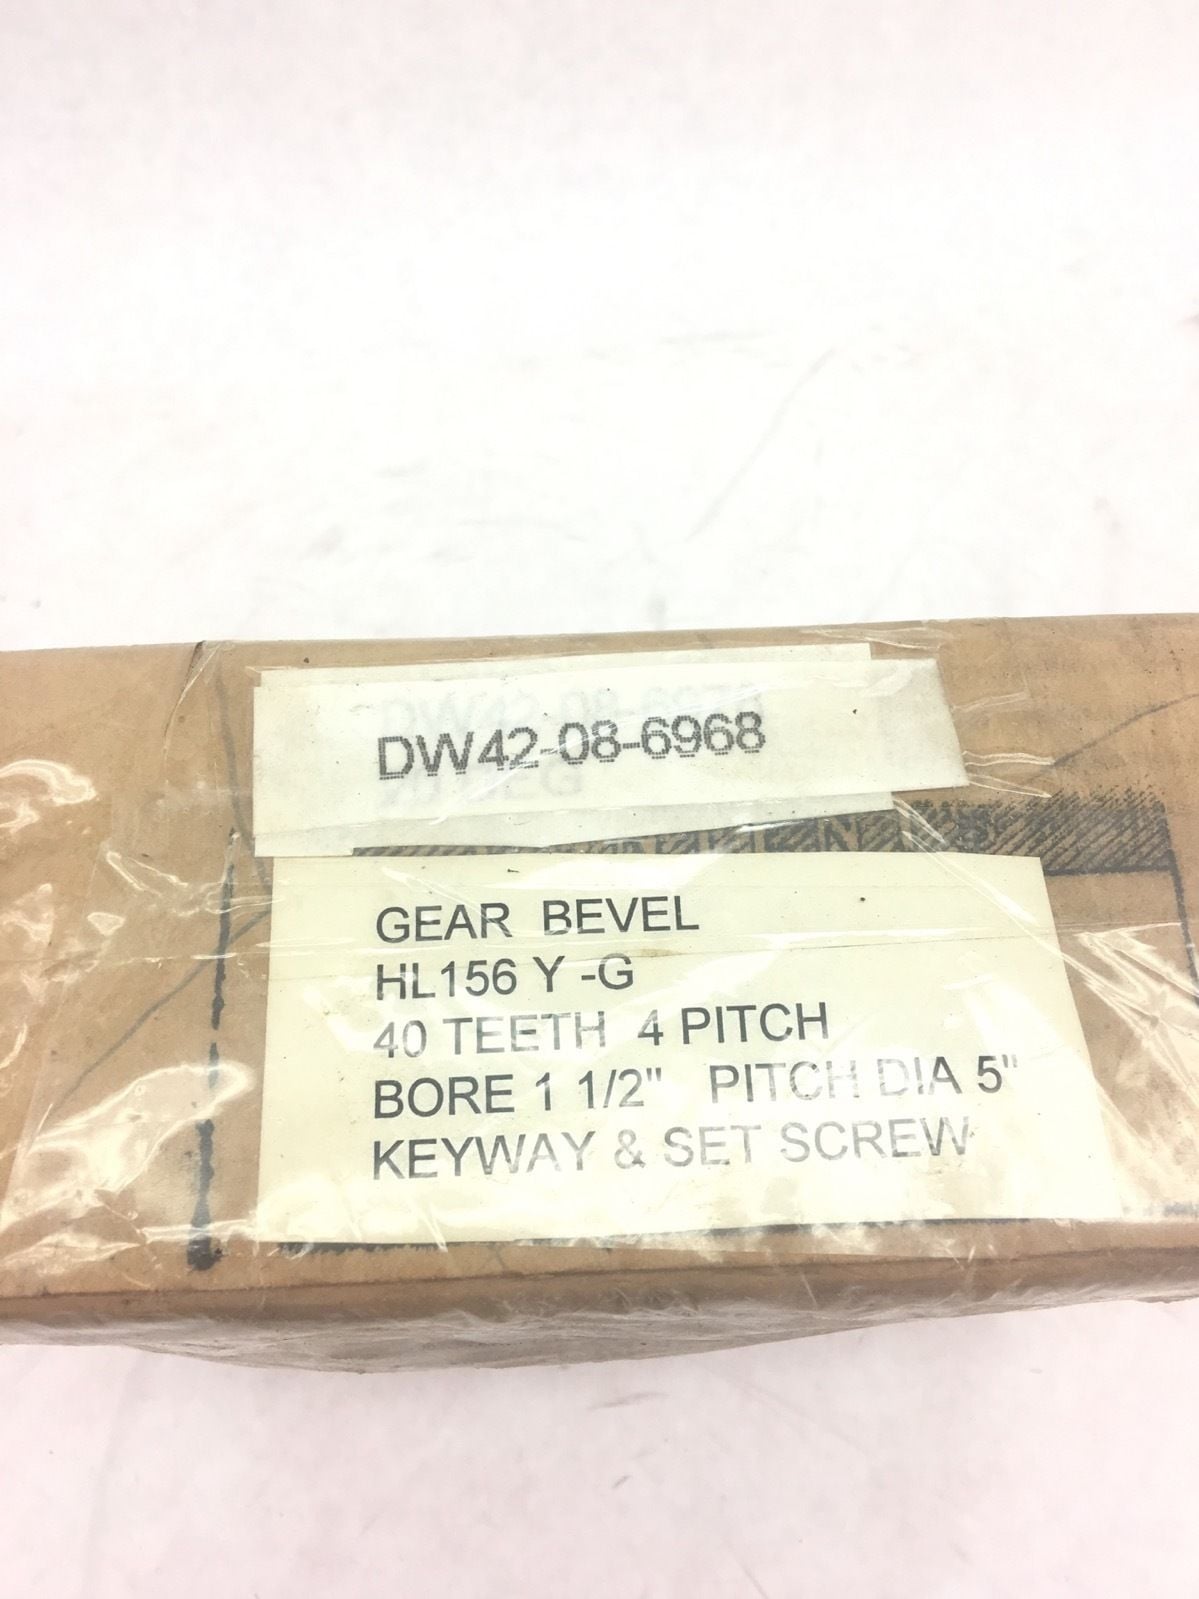 DW42-08-6968
GEAR BEVEL
HL156 Y -G
40 TEETH 4 PITCH
BORE 1 1/2" PITCH DIA 5"
KEYWAY & SET SCREW